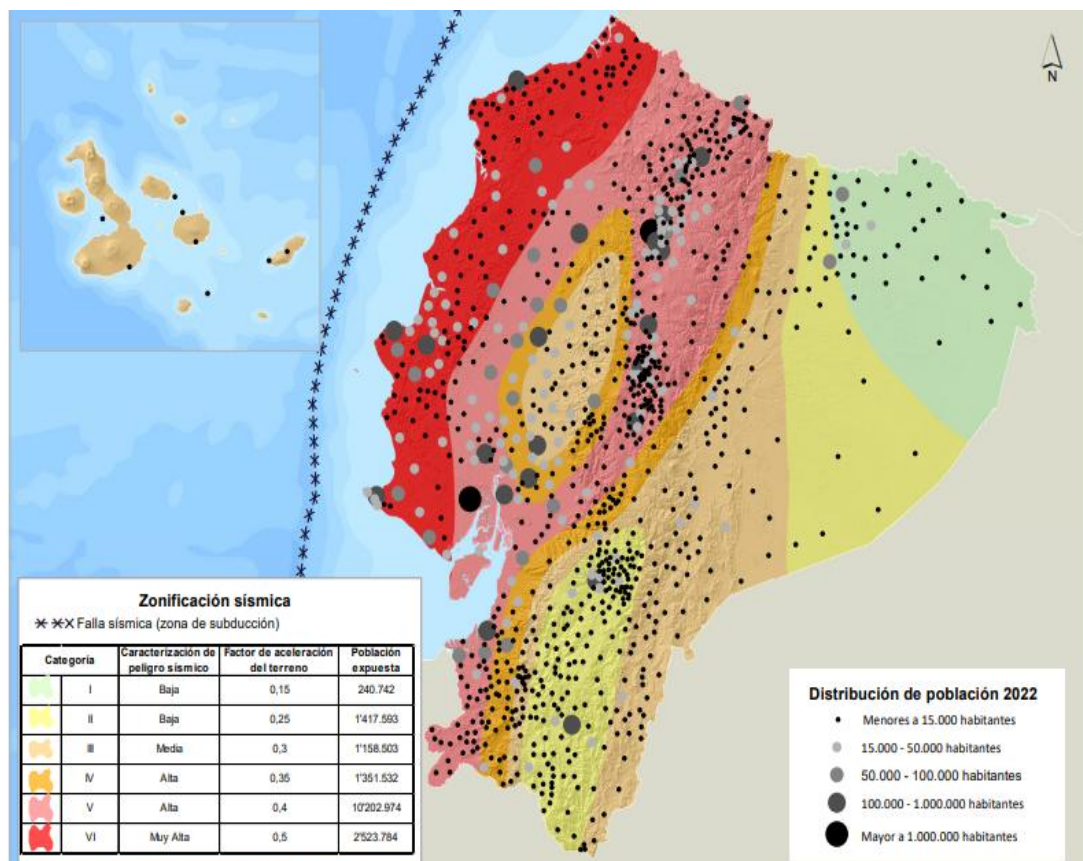 N
Zonificación sísmica
Falla sísmica (zona de subducción)
Categoría Caracterización de peligro sísmico Factor de aceleración del terreno Población expuesta
I Baja 0,15 240.742
II Baja 0,25 1'417.593
III Media 0,3 1'158.503
IV Alta 0,35 1'351.532
V Alta 0,4 10'202.974
VI Muy Alta 0,5 2'523.784
Distribución de población 2022
Menores a 15.000 habitantes
15.000 - 50.000 habitantes
50.000 - 100.000 habitantes
100.000 - 1.000.000 habitantes
Mayor a 1.000.000 habitantes